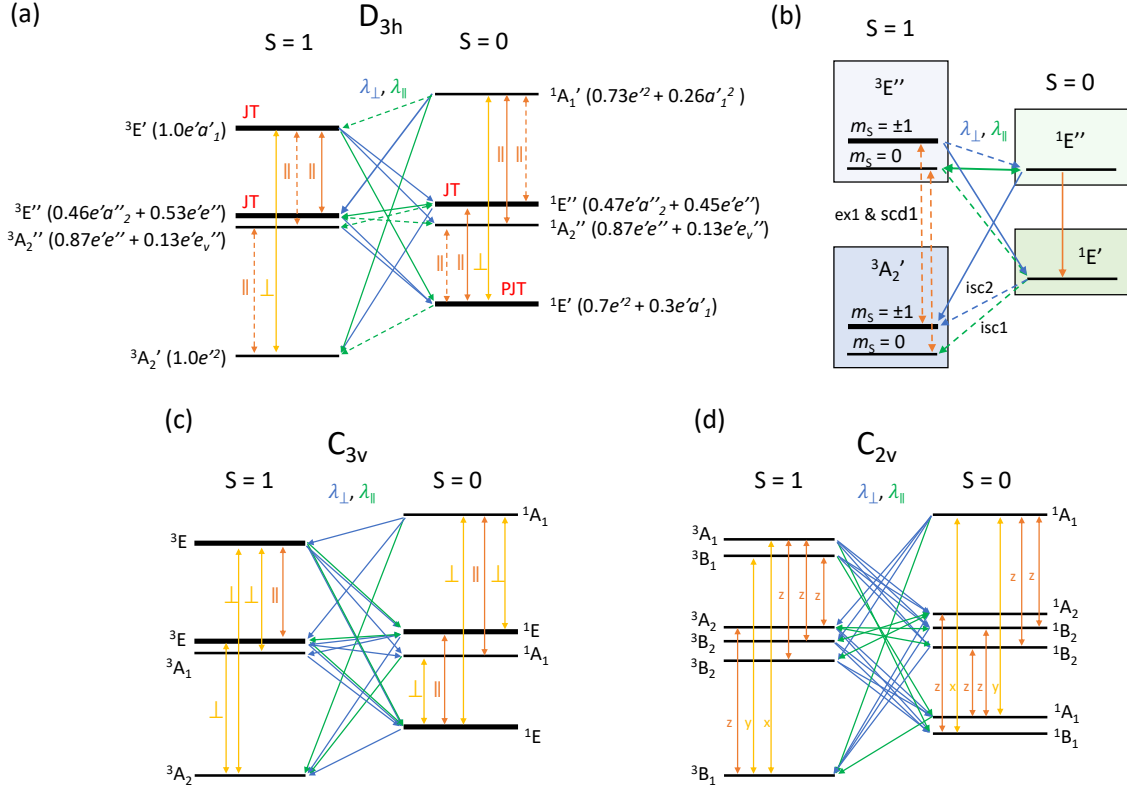 (a)
D₃ₕ
S = 1
S = 0
λ⊥, λ∥
¹A₁' (0.73e'² + 0.26a'₁²)
JT
³E' (1.0e'a'₁)
∥
∥
∥
∥
JT
JT
³E'' (0.46e'a''₂ + 0.53e'e'')
¹E'' (0.47e'a''₂ + 0.45e'e'')
³A₂'' (0.87e'e'' + 0.13e'eᵥ'')
¹A₂'' (0.87e'e'' + 0.13e'eᵥ'')
∥
⊥
∥
∥
⊥
PJT
¹E' (0.7e'² + 0.3e'a'₁)
³A₂' (1.0e'²)
(b)
S = 1
S = 0
³E''
λ⊥, λ∥
mS = ±1
mS = 0
¹E''
ex1 & scd1
³A₂'
¹E'
isc2
mS = ±1
isc1
mS = 0
(c)
C₃ᵥ
S = 1
S = 0
λ⊥, λ∥
¹A₁
³E
⊥
⊥
∥
⊥
∥
⊥
³E
³A₁
¹E
¹A₁
⊥
⊥
∥
¹E
³A₂
(d)
C₂ᵥ
S = 1
S = 0
λ⊥, λ∥
¹A₁
³A₁
³B₁
z
z
z
z
z
³A₂
³B₂
³B₂
¹A₂
¹B₂
¹B₂
z
y
x
z
x
z
z
y
¹A₁
¹B₁
³B₁